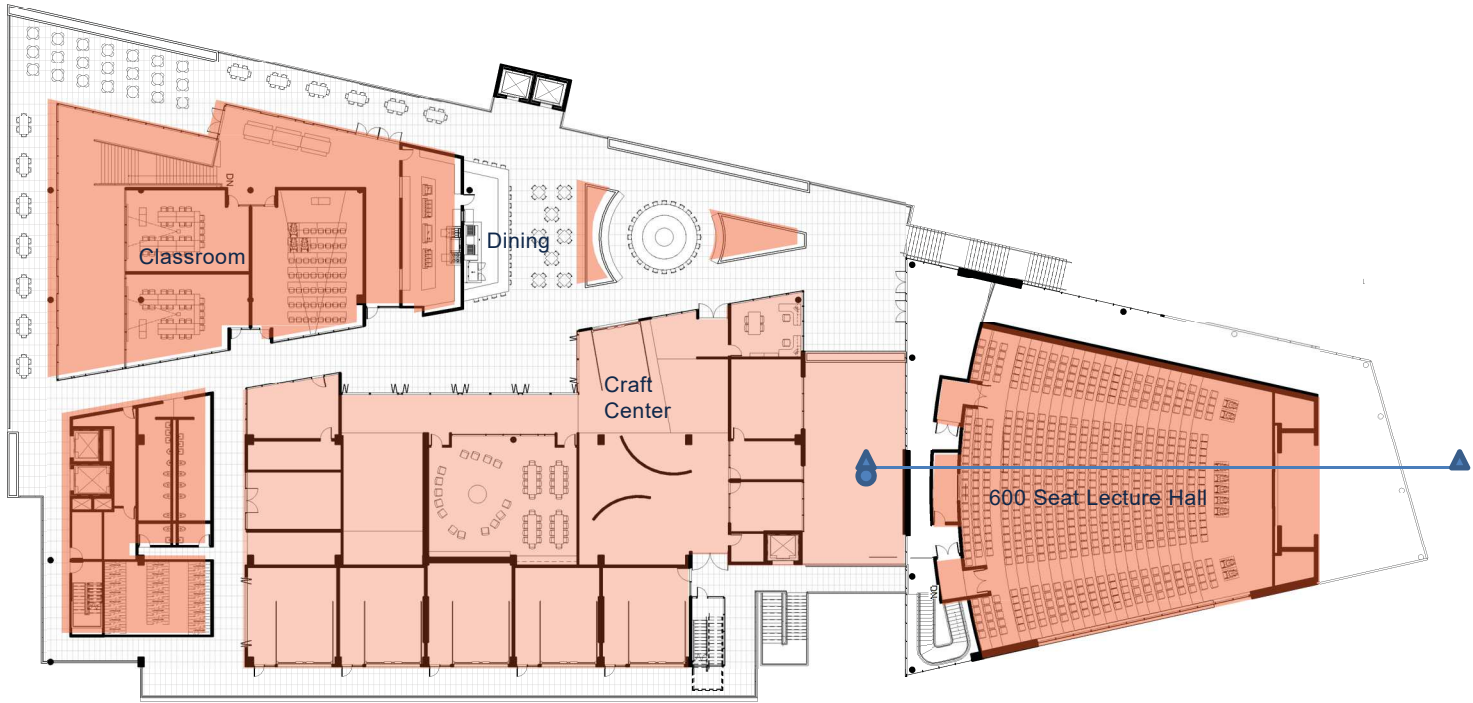 DN
Classroom
Dining
Craft
Center
600 Seat Lecture Hall
DN